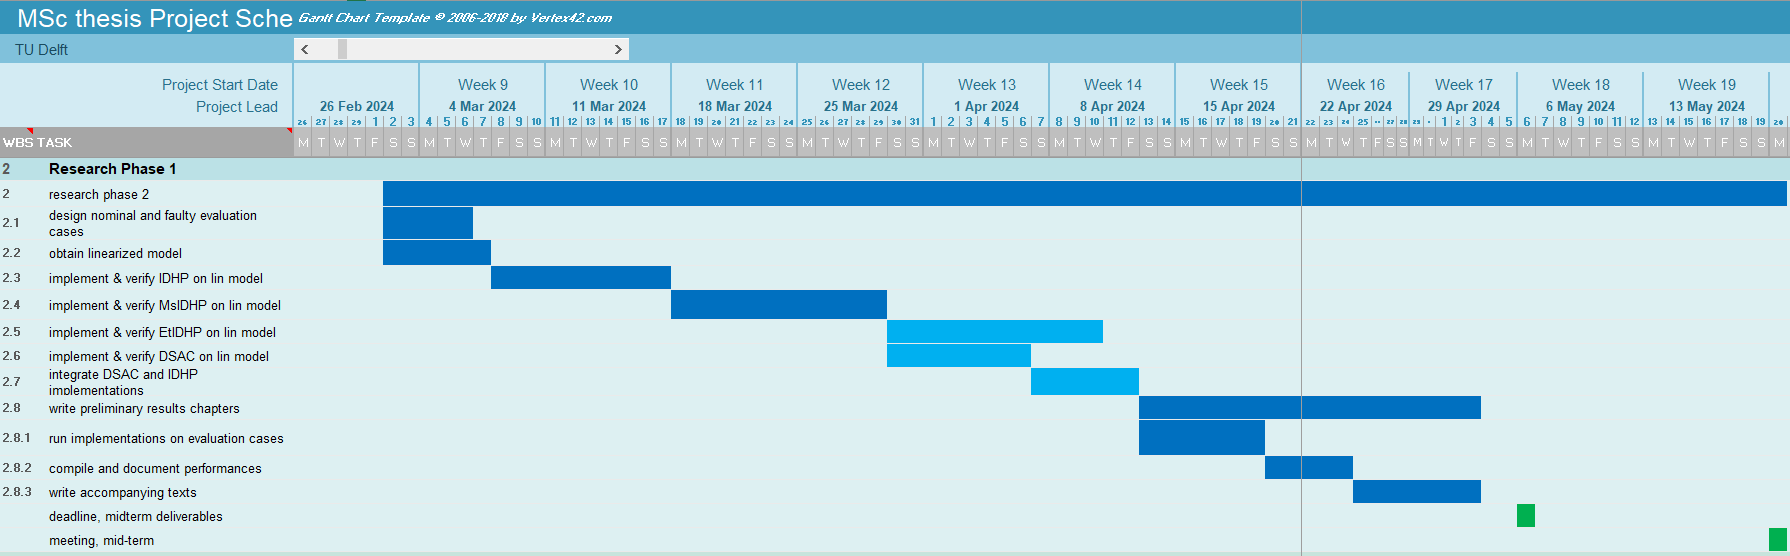 MSc thesis Project Sche Gantt Chart Template © 2006-2018 by Vertex42.com
TU Delft
Project Start Date Week 9 Week 10 Week 11 Week 12 Week 13 Week 14 Week 15 Week 16 Week 17 Week 18 Week 19
Project Lead 26 Feb 2024 4 Mar 2024 11 Mar 2024 18 Mar 2024 25 Mar 2024 1 Apr 2024 8 Apr 2024 15 Apr 2024 22 Apr 2024 29 Apr 2024 6 May 2024 13 May 2024
26 27 28 29 1 2 3 4 5 6 7 8 9 10 11 12 13 14 15 16 17 18 19 20 21 22 23 24 25 26 27 28 29 30 31 1 2 3 4 5 6 7 8 9 10 11 12 13 14 15 16 17 18 19 20 21 22 23 24 25 27 28 29 1 2 3 4 5 6 7 8 9 10 11 12 13 14 15 16 17 18 19 20
WBS TASK M T W T F S S M T W T F S S M T W T F S S M T W T F S S M T W T F S S M T W T F S S M T W T F S S M T W T F S S M T W T F S S M T W T F S S M T W T F S S M T W T F S S M
2 Research Phase 1
2 research phase 2
2.1 design nominal and faulty evaluation
cases
2.2 obtain linearized model
2.3 implement & verify IDHP on lin model
2.4 implement & verify MsIDHP on lin model
2.5 implement & verify EtIDHP on lin model
2.6 implement & verify DSAC on lin model
2.7 integrate DSAC and IDHP
implementations
2.8 write preliminary results chapters
2.8.1 run implementations on evaluation cases
2.8.2 compile and document performances
2.8.3 write accompanying texts
deadline, midterm deliverables
meeting, mid-term